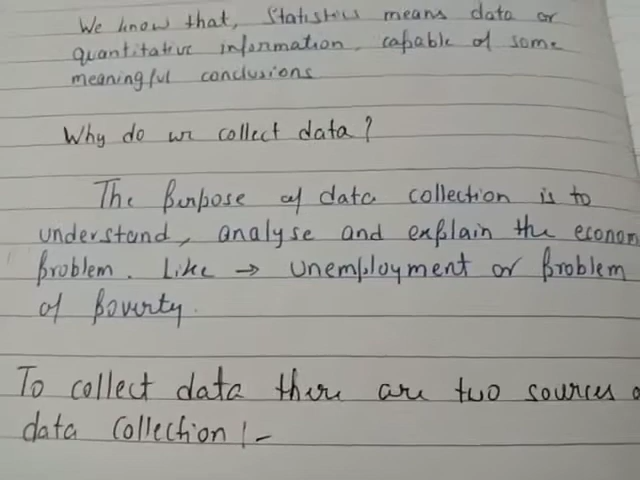 We know that, Statistics means data or
quantitative information, capable of some
meaningful conclusions
Why do we collect data?
The purpose of data collection is to
understand, analyse and explain the econom
problem. Like → Unemployment or problem
of poverty.
To collect data there are two sources o
data collection :-